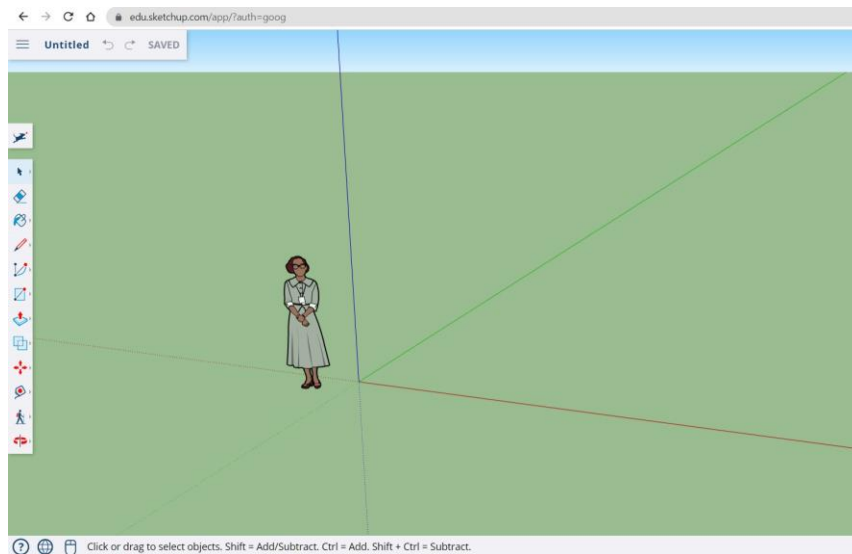 edu.sketchup.com/app/?auth=goog
Untitled SAVED
Click or drag to select objects. Shift = Add/Subtract. Ctrl = Add. Shift + Ctrl = Subtract.